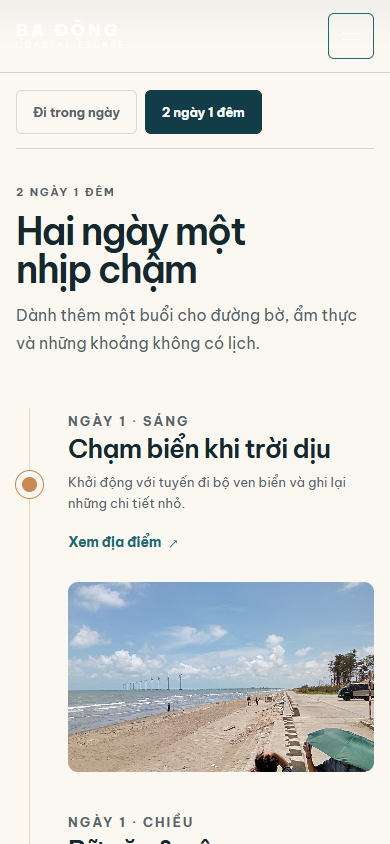 BA ĐỘNG
COASTAL ESCAPE
Đi trong ngày
2 ngày 1 đêm
2 NGÀY 1 ĐÊM
Hai ngày một
nhịp chậm
Dành thêm một buổi cho đường bờ, ẩm thực
và những khoảng không có lịch.
NGÀY 1 · SÁNG
Chạm biển khi trời dịu
Khởi động với tuyến đi bộ ven biển và ghi lại
những chi tiết nhỏ.
Xem địa điểm ↗
NGÀY 1 · CHIỀU